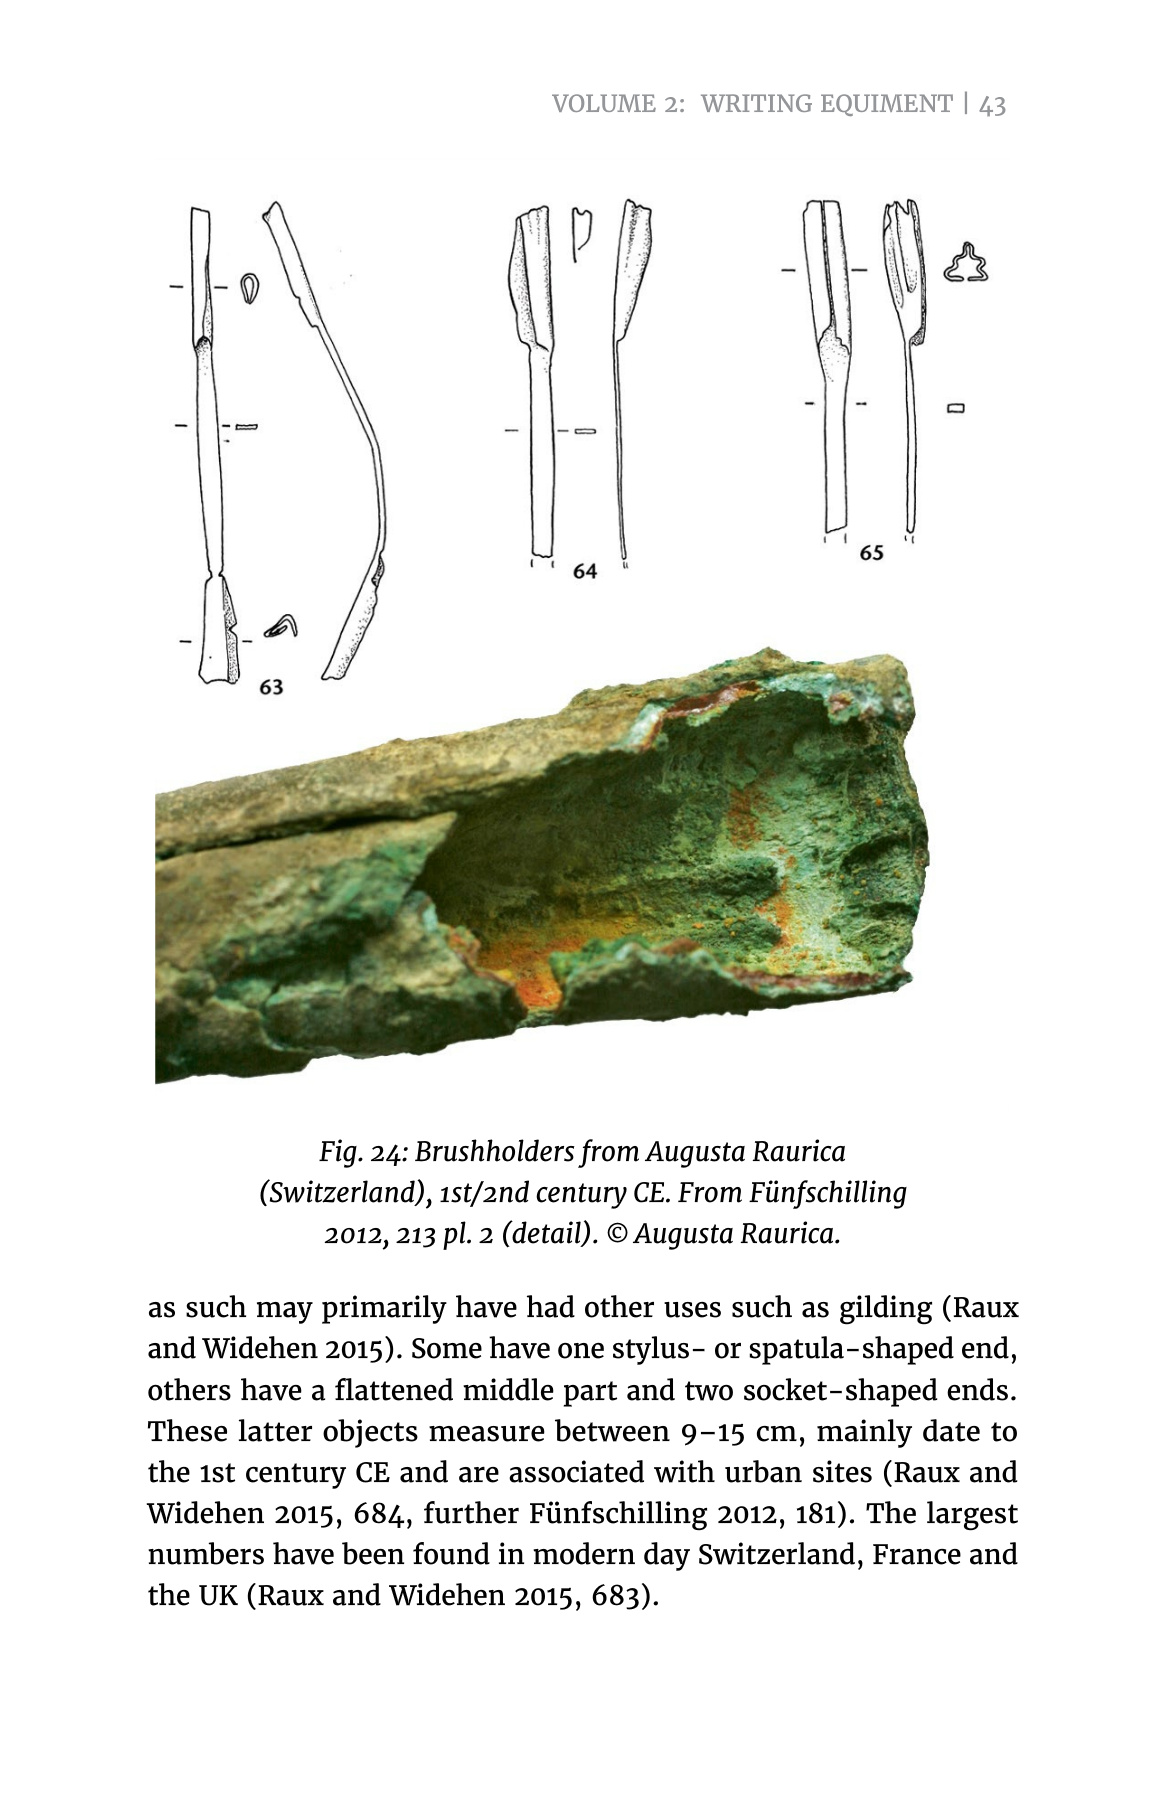 VOLUME 2: WRITING EQUIMENT | 43
63
64
65
Fig. 24: Brushholders from Augusta Raurica
(Switzerland), 1st/2nd century CE. From Fünfschilling
2012, 213 pl. 2 (detail). © Augusta Raurica.
as such may primarily have had other uses such as gilding (Raux
and Widehen 2015). Some have one stylus- or spatula-shaped end,
others have a flattened middle part and two socket-shaped ends.
These latter objects measure between 9–15 cm, mainly date to
the 1st century CE and are associated with urban sites (Raux and
Widehen 2015, 684, further Fünfschilling 2012, 181). The largest
numbers have been found in modern day Switzerland, France and
the UK (Raux and Widehen 2015, 683).